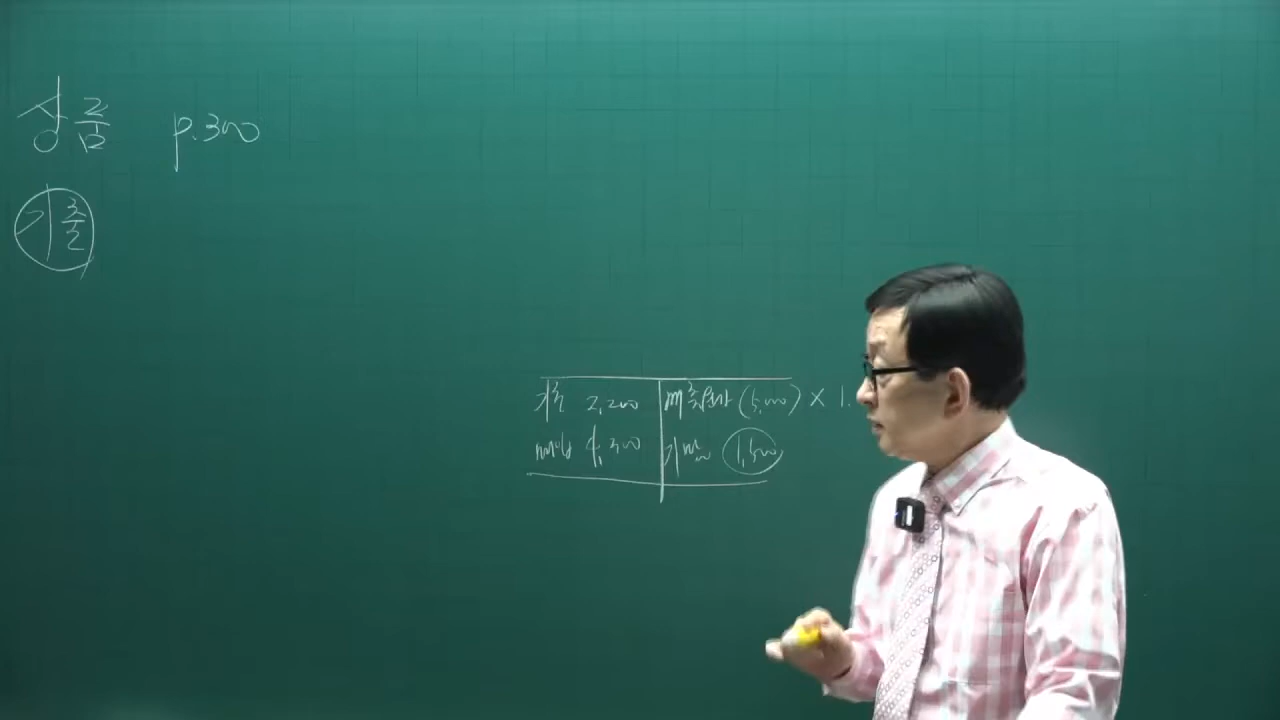 상품 p.300
기초
기초 2,200 매출원가 (5,000) × 1.
매입 4,300 기말 1,500